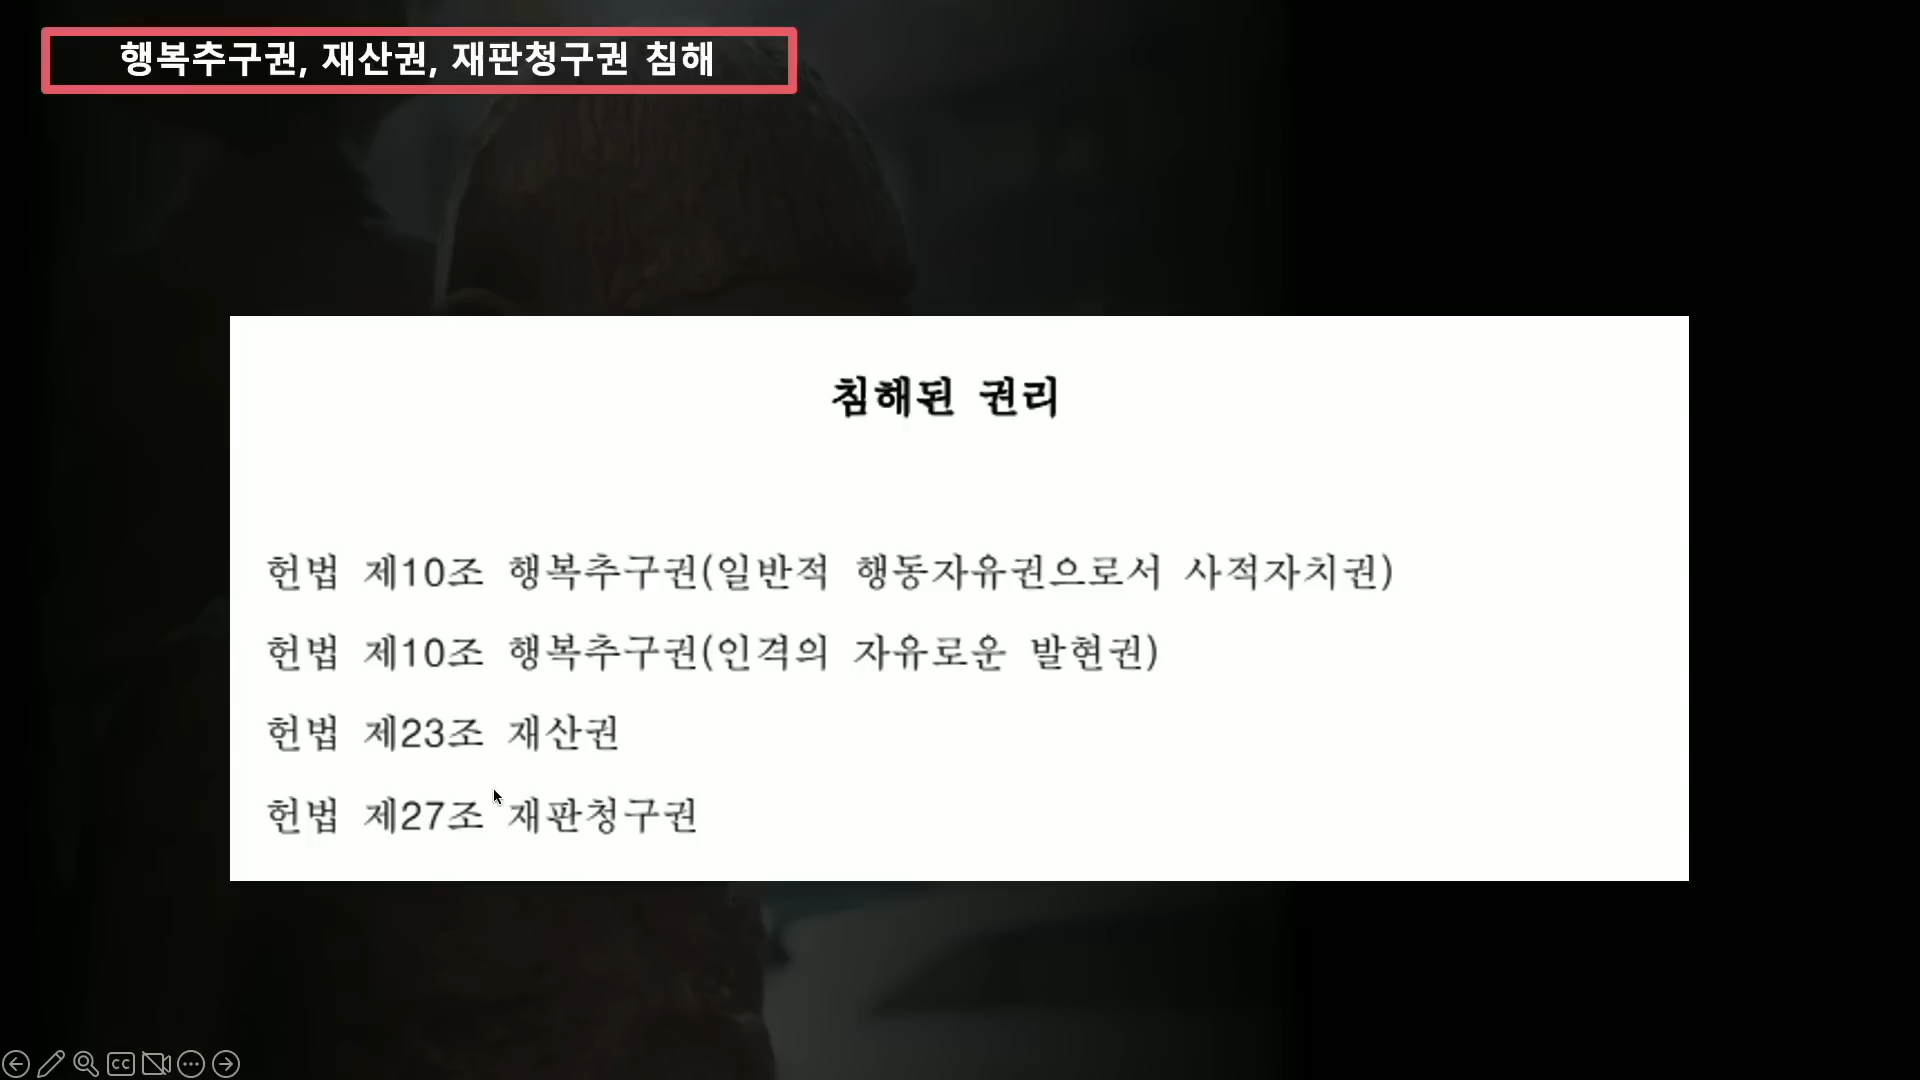 행복추구권, 재산권, 재판청구권 침해
침해된 권리
헌법 제10조 행복추구권(일반적 행동자유권으로서 사적자치권)
헌법 제10조 행복추구권(인격의 자유로운 발현권)
헌법 제23조 재산권
헌법 제27조 재판청구권
CC